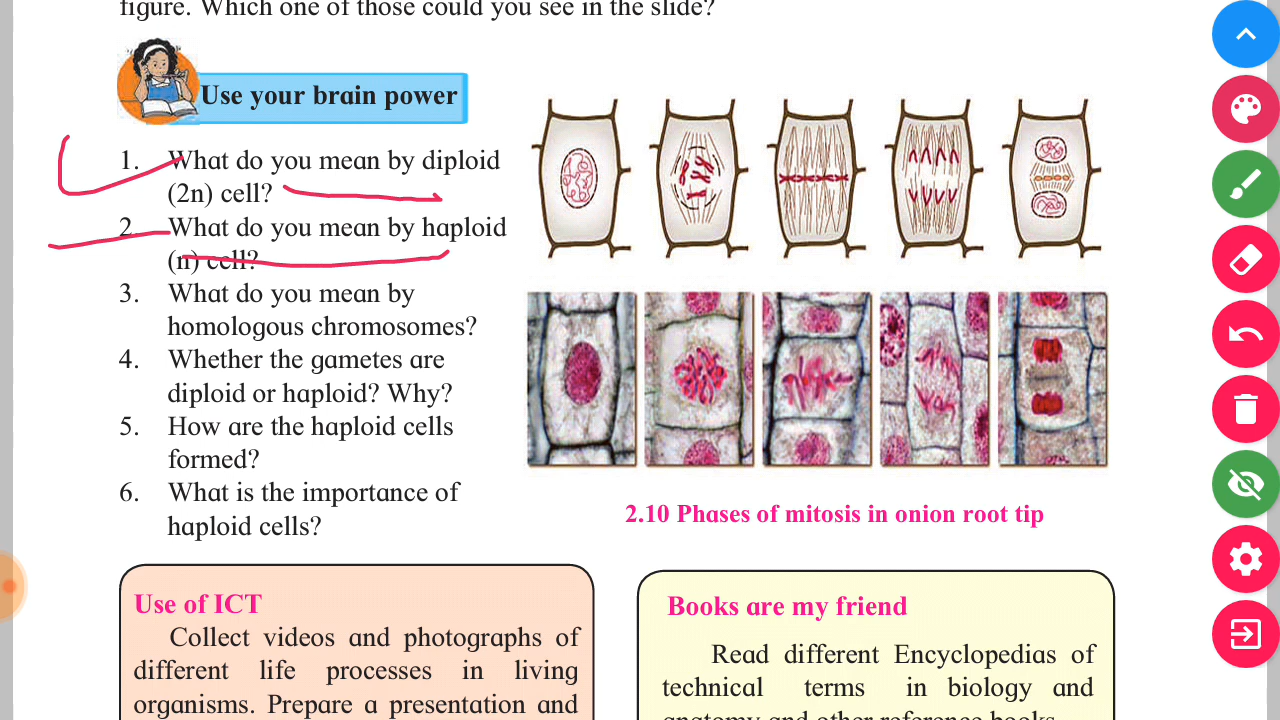 figure. Which one of those could you see in the slide?
Use your brain power
1. What do you mean by diploid
(2n) cell?
2. What do you mean by haploid
(n) cell?
3. What do you mean by
homologous chromosomes?
4. Whether the gametes are
diploid or haploid? Why?
5. How are the haploid cells
formed?
6. What is the importance of
haploid cells?
2.10 Phases of mitosis in onion root tip
Use of ICT
Collect videos and photographs of
different life processes in living
organisms. Prepare a presentation and
Books are my friend
Read different Encyclopedias of
technical terms in biology and
anatomy and other reference books